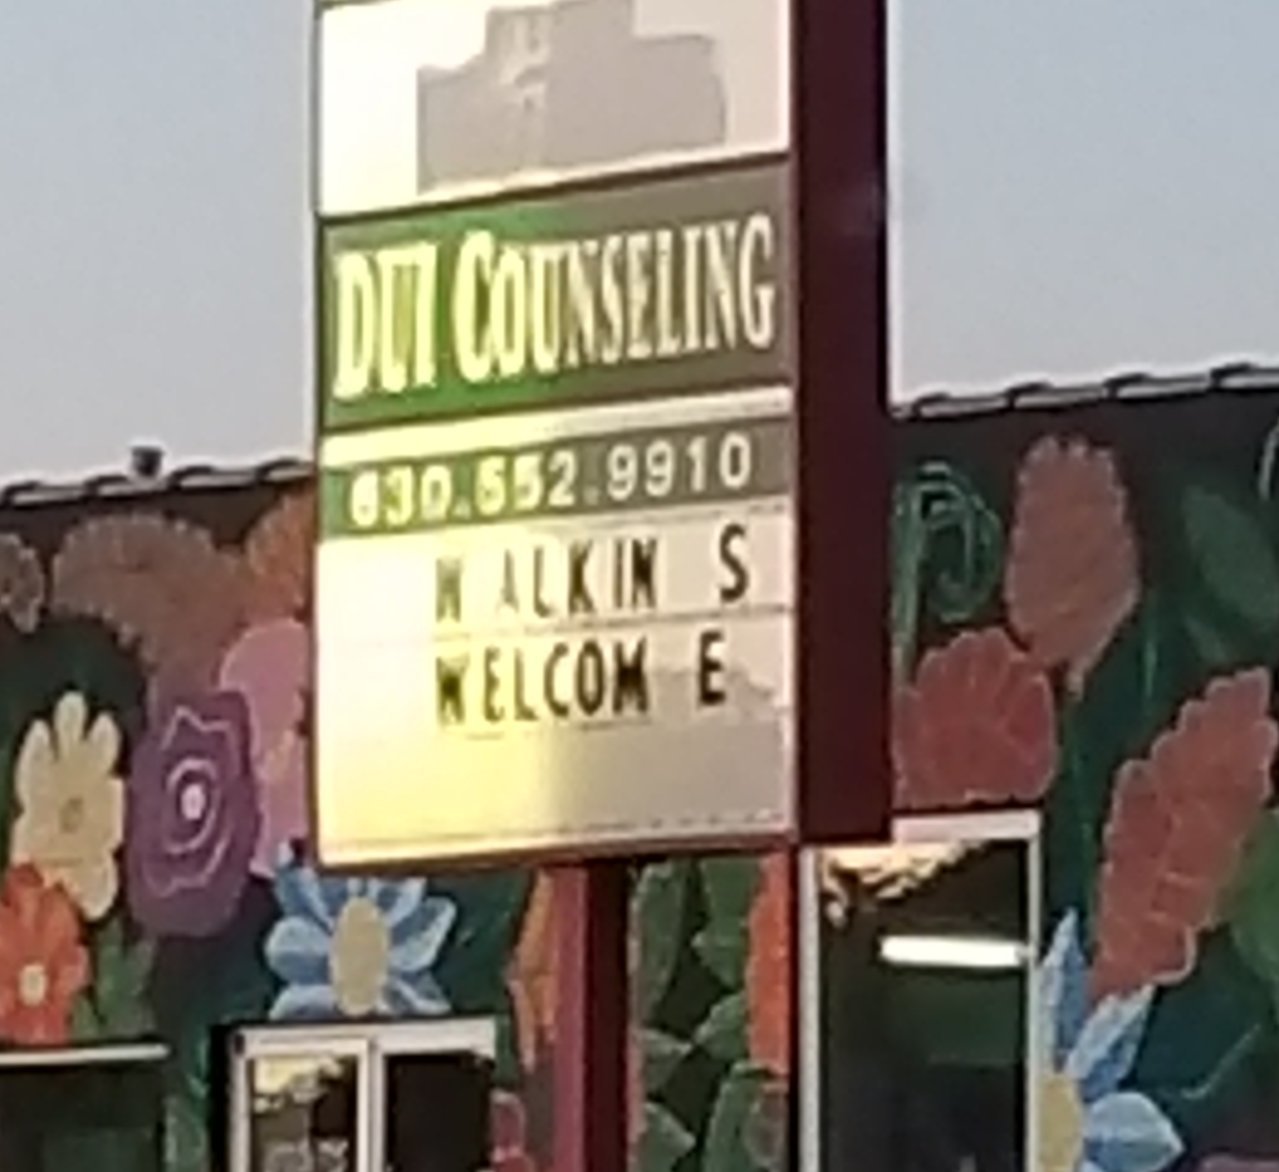 DUI COUNSELING
630.552.9910
WALKIN S
WELCOM E